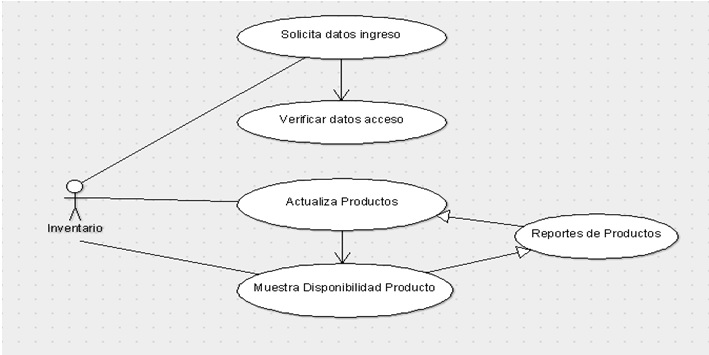 Solicita datos ingreso
Verificar datos acceso
Actualiza Productos
Inventario
Reportes de Productos
Muestra Disponibilidad Producto